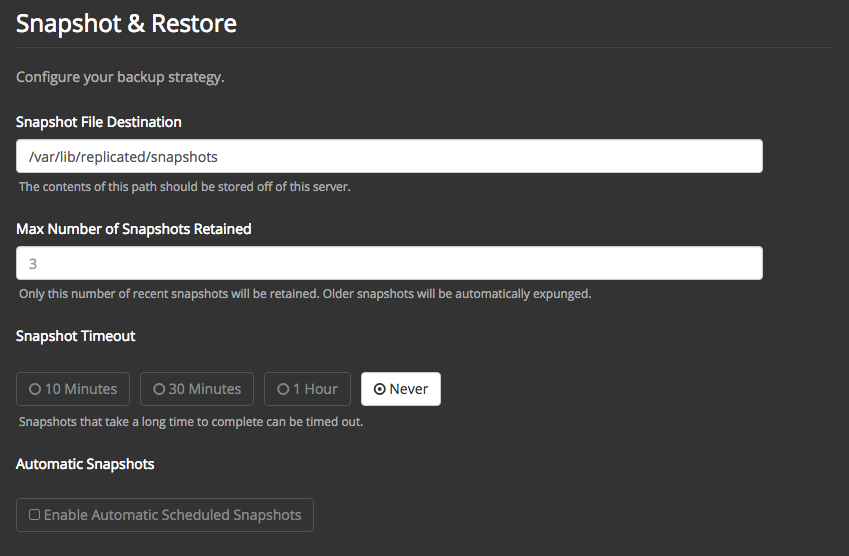 Snapshot & Restore
Configure your backup strategy.
Snapshot File Destination
/var/lib/replicated/snapshots
The contents of this path should be stored off of this server.
Max Number of Snapshots Retained
3
Only this number of recent snapshots will be retained. Older snapshots will be automatically expunged.
Snapshot Timeout
10 Minutes 30 Minutes 1 Hour Never
Snapshots that take a long time to complete can be timed out.
Automatic Snapshots
Enable Automatic Scheduled Snapshots